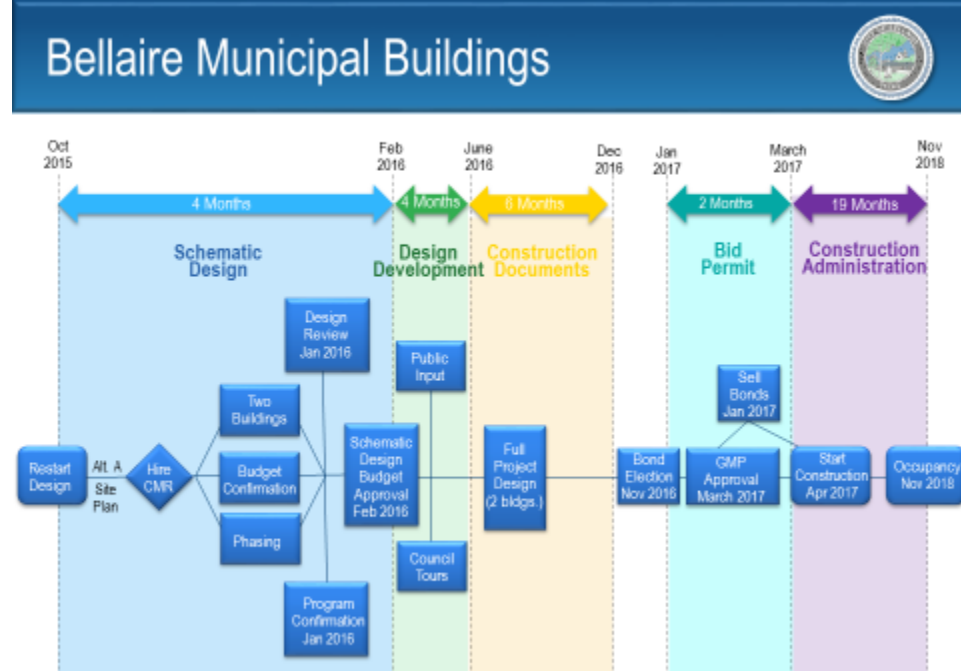 Bellaire Municipal Buildings
Oct
2015
Feb
2016
June
2016
Dec
2016
Jan
2017
March
2017
Nov
2018
4 Months
4 Months
6 Months
2 Months
19 Months
Schematic
Design
Design
Development
Construction
Documents
Bid
Permit
Construction
Administration
Design
Review
Jan 2016
Public
Input
Sell
Bonds
Jan 2017
Two
Buildings
Restart
Design
Alt. A
Site
Plan
Hire
CMR
Budget
Confirmation
Schematic
Design
Budget
Approval
Feb 2016
Full
Project
Design
(2 bldgs.)
Bond
Election
Nov 2016
GMP
Approval
March 2017
Start
Construction
Apr 2017
Occupancy
Nov 2018
Phasing
Council
Tours
Program
Confirmation
Jan 2016